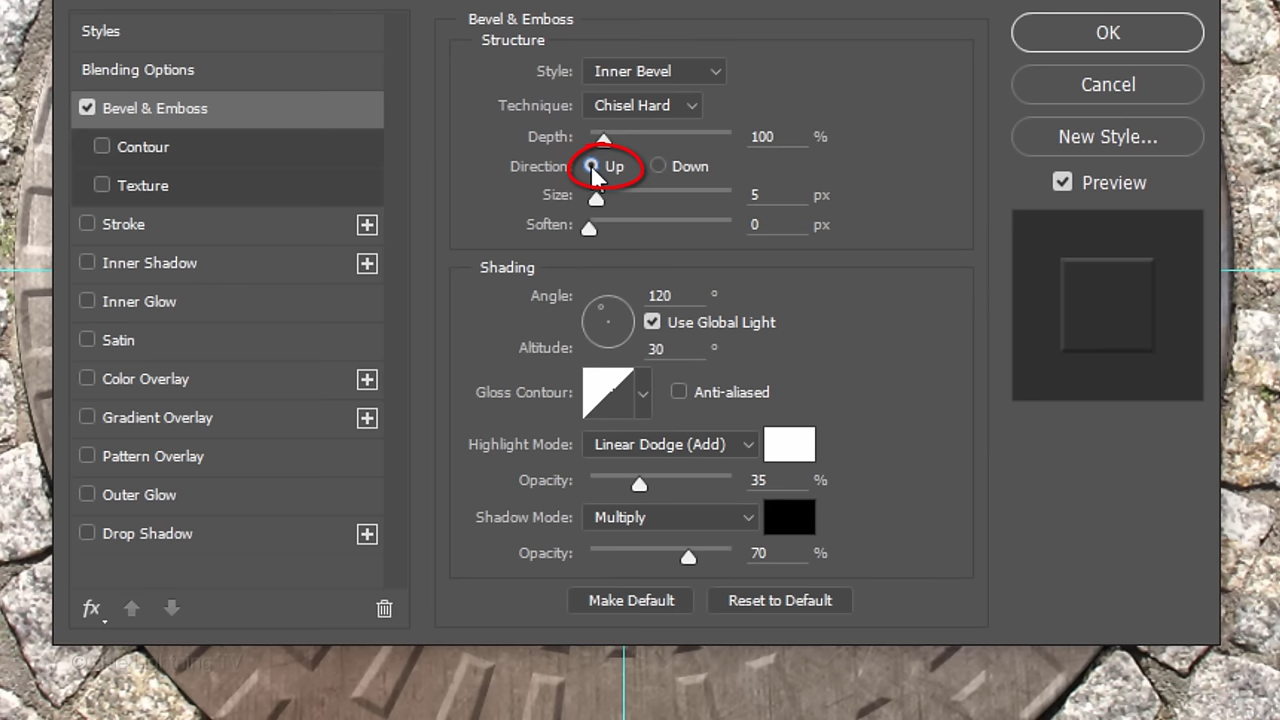 Styles
Blending Options
Bevel & Emboss
Contour
Texture
Stroke
Inner Shadow
Inner Glow
Satin
Color Overlay
Gradient Overlay
Pattern Overlay
Outer Glow
Drop Shadow
fx
Bevel & Emboss
Structure
Style: Inner Bevel
Technique: Chisel Hard
Depth: 100 %
Direction: Up Down
Size: 5 px
Soften: 0 px
Shading
Angle: 120 °
Use Global Light
Altitude: 30 °
Gloss Contour: Anti-aliased
Highlight Mode: Linear Dodge (Add)
Opacity: 35 %
Shadow Mode: Multiply
Opacity: 70 %
Make Default Reset to Default
OK
Cancel
New Style...
Preview